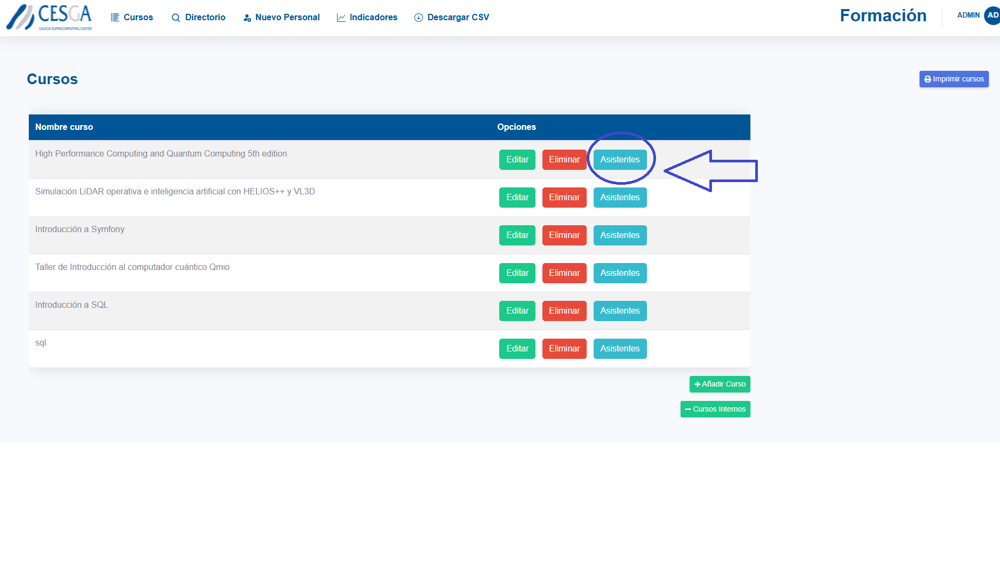 CESGA
GALICIA SUPERCOMPUTING CENTER
Cursos Directorio Nuevo Personal Indicadores Descargar CSV
Formación ADMIN AD
Cursos
Imprimir cursos
Nombre curso Opciones
High Performance Computing and Quantum Computing 5th edition Editar Eliminar Asistentes
Simulación LiDAR operativa e inteligencia artificial con HELIOS++ y VL3D Editar Eliminar Asistentes
Introducción a Symfony Editar Eliminar Asistentes
Taller de Introducción al computador cuántico Qmio Editar Eliminar Asistentes
Introducción a SQL Editar Eliminar Asistentes
sql Editar Eliminar Asistentes
+ Añadir Curso
− Cursos Internos